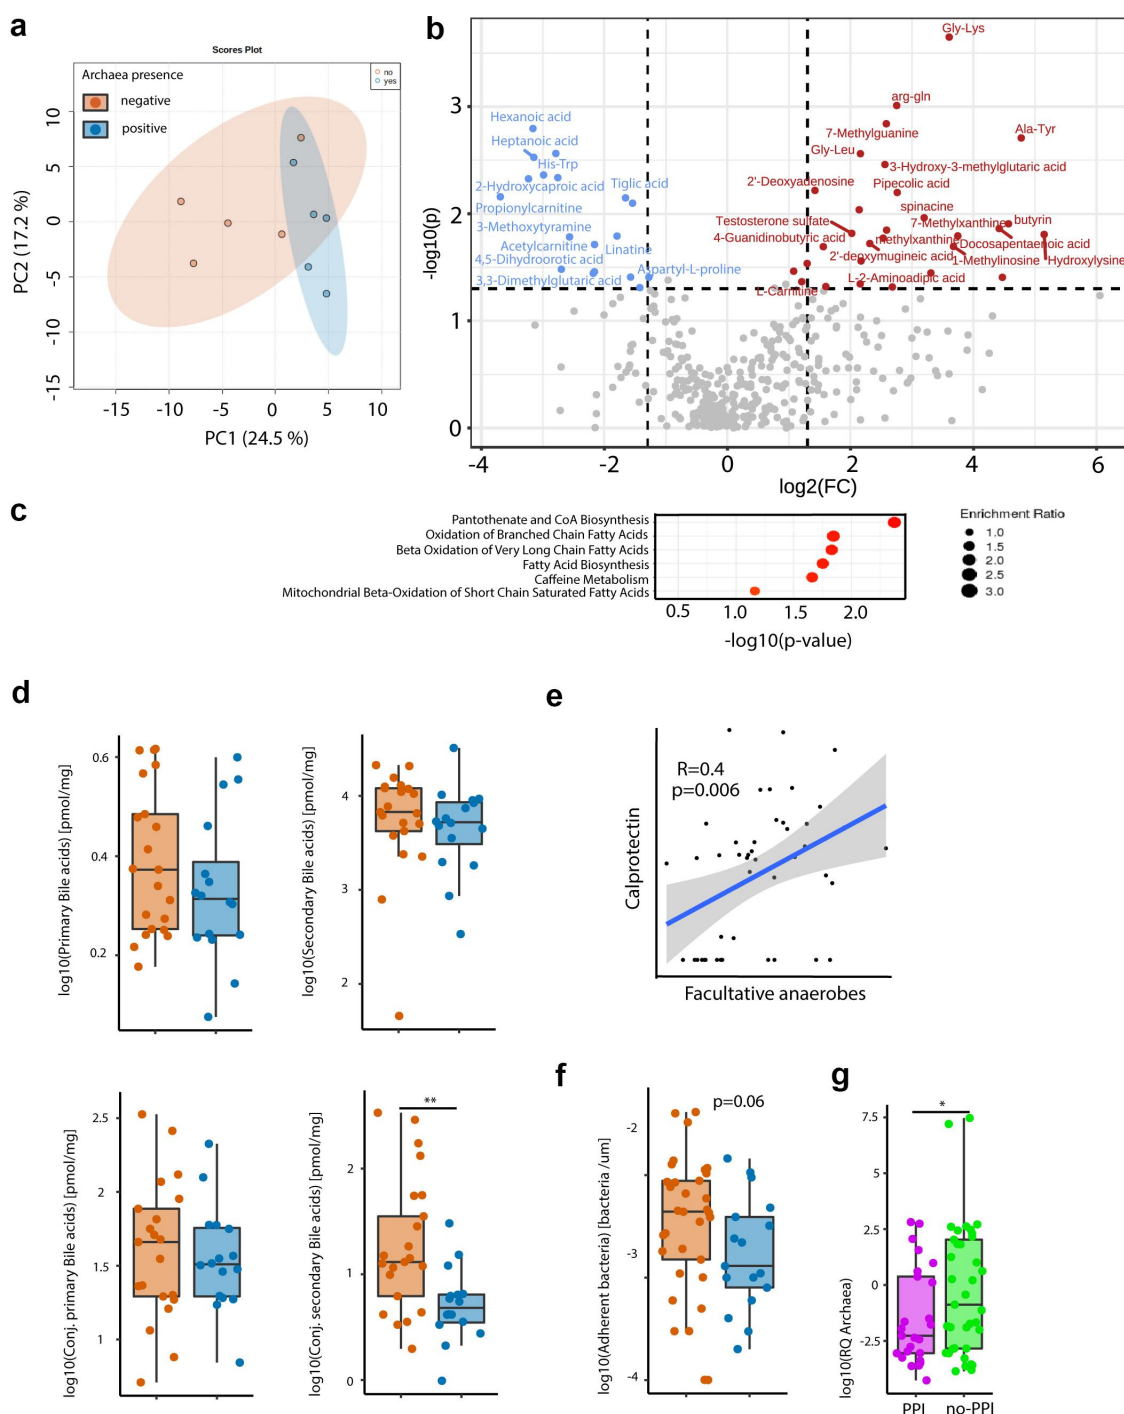 a
Scores Plot
Archaea presence
negative
positive
no
yes
10
5
0
-5
-10
-15
PC2 (17.2 %)
-15
-10
-5
0
5
10
PC1 (24.5 %)
b
Gly-Lys
arg-gln
Hexanoic acid
7-Methylguanine
Ala-Tyr
Heptanoic acid
Gly-Leu
His-Trp
3-Hydroxy-3-methylglutaric acid
2-Hydroxycaproic acid
Tiglic acid
2'-Deoxyadenosine
Pipecolic acid
Propionylcarnitine
spinacine
3-Methoxytyramine
Testosterone sulfate
7-Methylxanthine
butyrin
Acetylcarnitine
Linatine
4-Guanidinobutyric acid
methylxanthine
Docosapentaenoic acid
4,5-Dihydroorotic acid
2'-deoxymugineic acid
1-Methylinosine
Hydroxylysine
3,3-Dimethylglutaric acid
Aspartyl-L-proline
L-Carnitine
L-2-Aminoadipic acid
3
2
1
0
-log10(p)
-4
-2
0
2
4
6
log2(FC)
c
Pantothenate and CoA Biosynthesis
Oxidation of Branched Chain Fatty Acids
Beta Oxidation of Very Long Chain Fatty Acids
Fatty Acid Biosynthesis
Caffeine Metabolism
Mitochondrial Beta-Oxidation of Short Chain Saturated Fatty Acids
0.5
1.0
1.5
2.0
-log10(p-value)
Enrichment Ratio
1.0
1.5
2.0
2.5
3.0
d
0.6
0.4
0.2
log10(Primary Bile acids) [pmol/mg]
4
3
2
log10(Secondary Bile acids) [pmol/mg]
2.5
2
1.5
1
log10(Conj. primary Bile acids) [pmol/mg]
**
2
1
0
log10(Conj. secondary Bile acids) [pmol/mg]
e
R=0.4
p=0.006
Calprotectin
Facultative anaerobes
f
p=0.06
-2
-3
-4
log10(Adherent bacteria) [bacteria /um]
g
*
7.5
5
2.5
0
-2.5
log10(RQ Archaea)
PPI
no-PPI